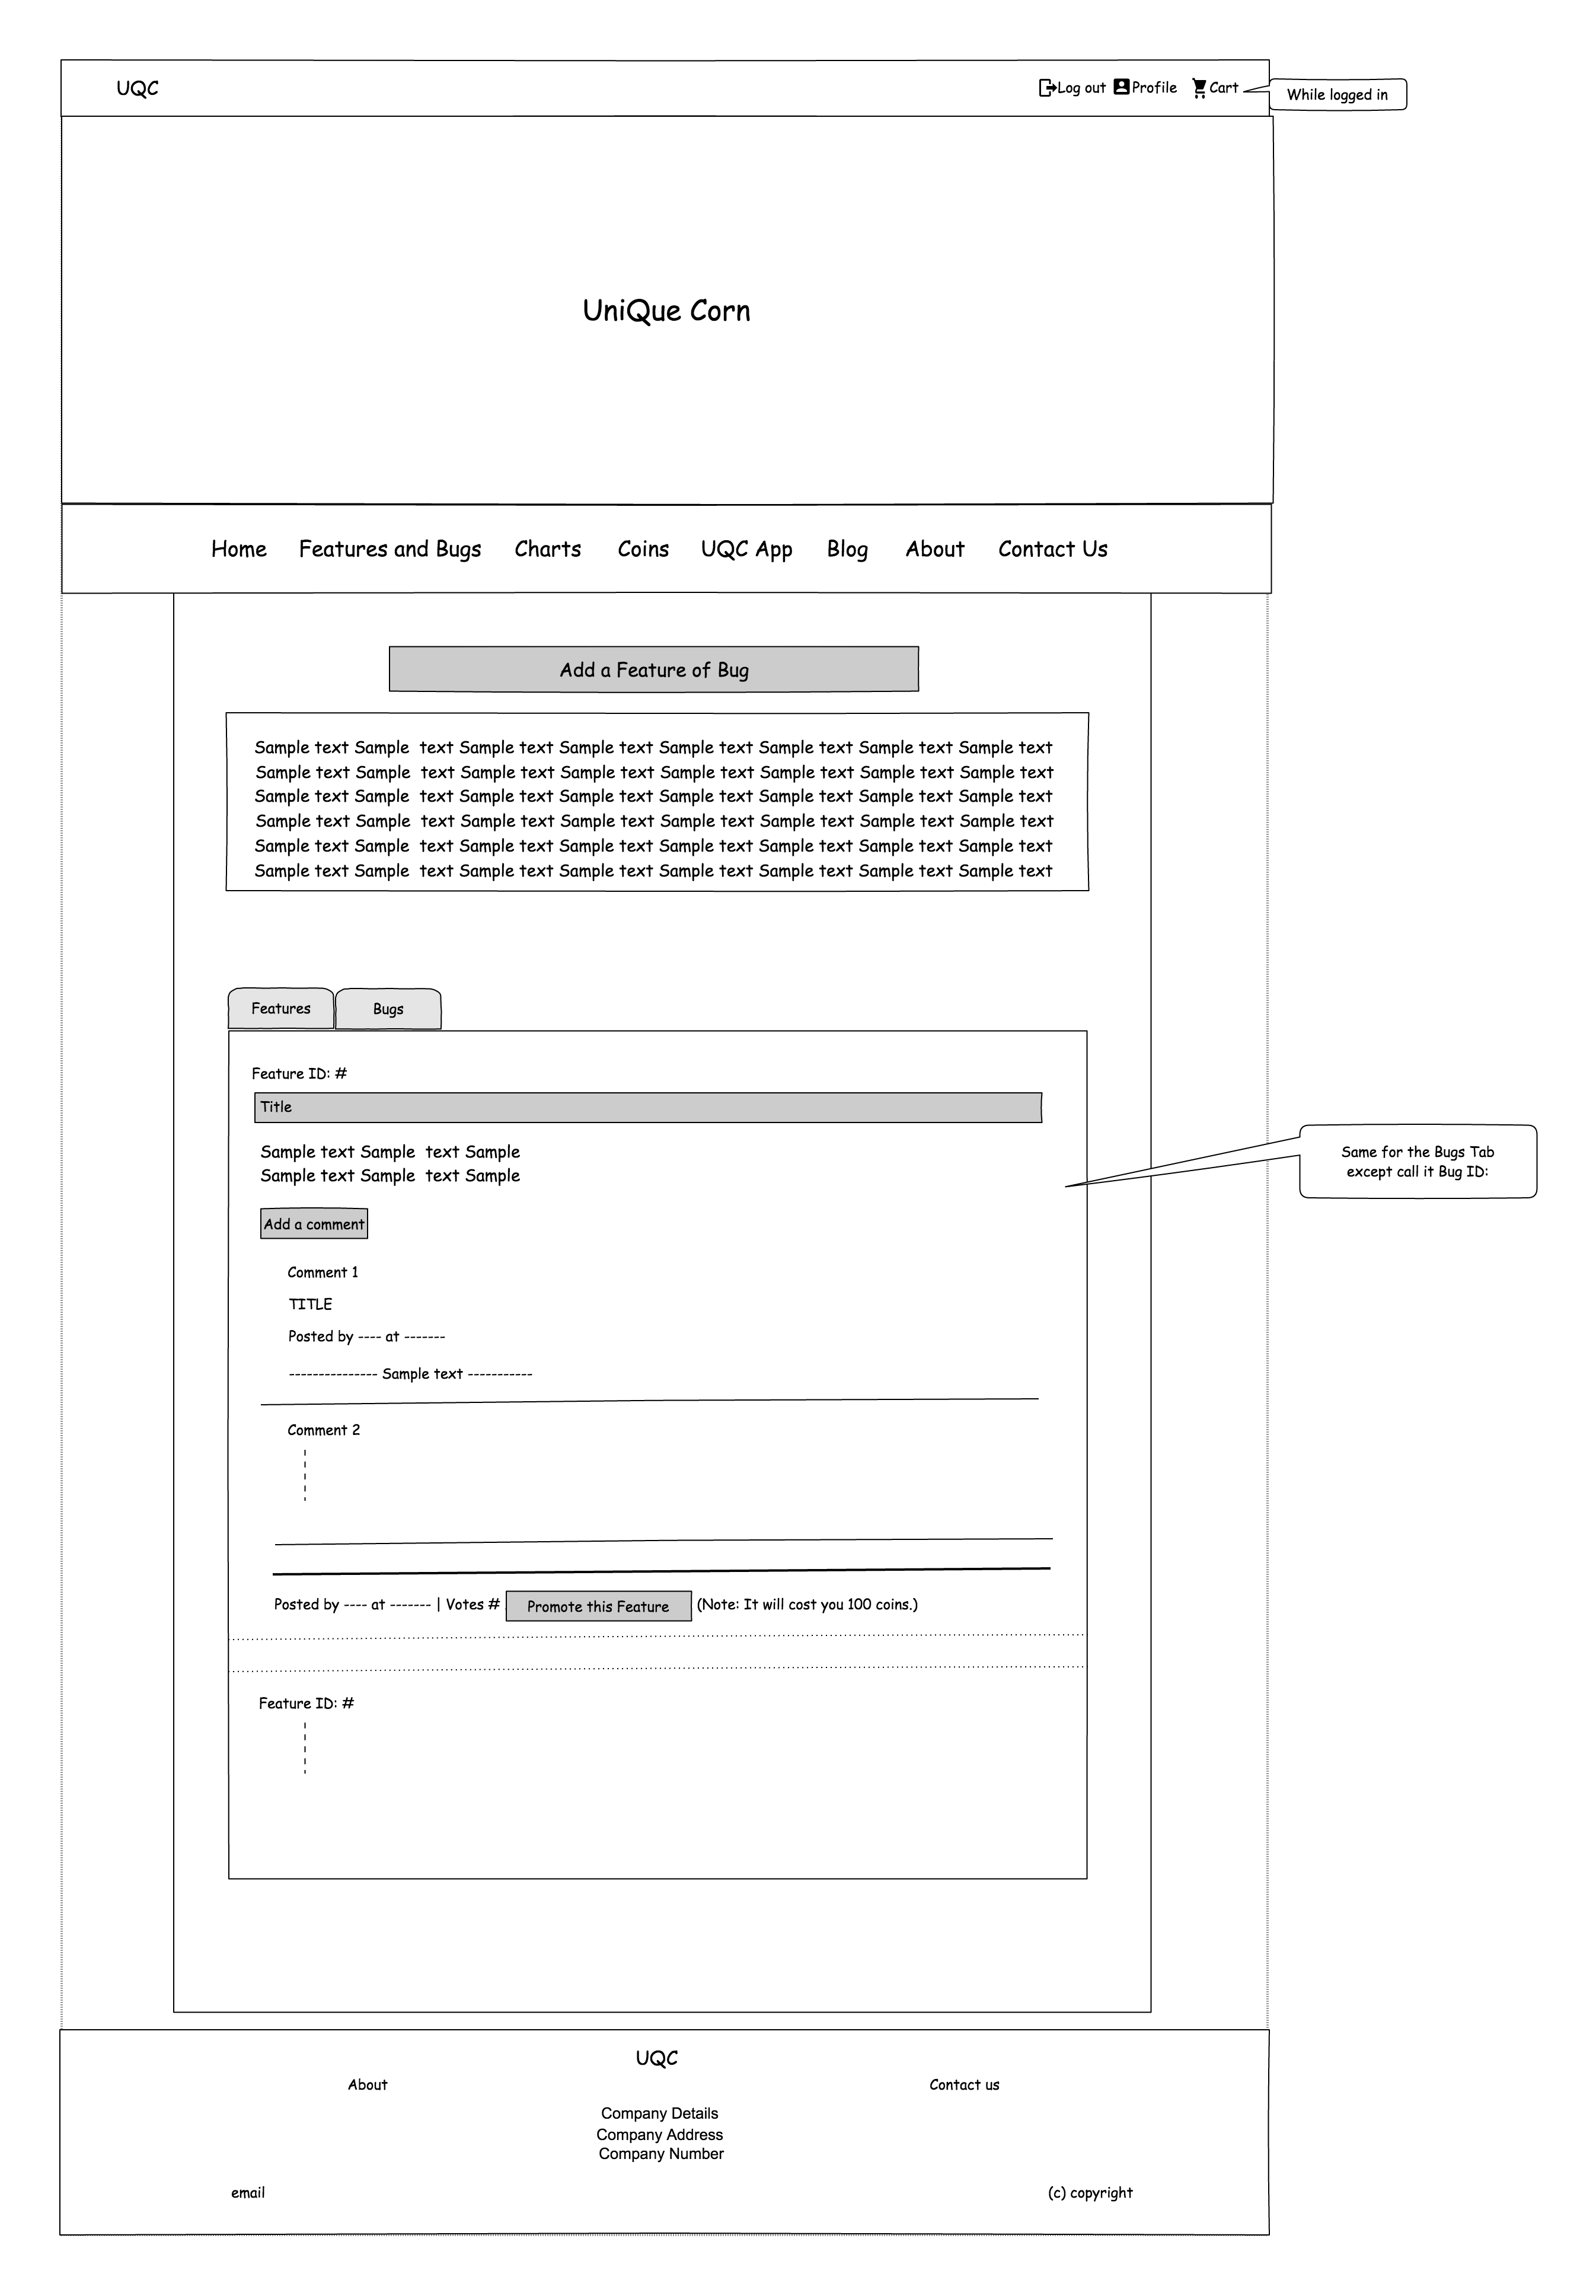 UQC
Log out Profile Cart
While logged in
UniQue Corn
Home Features and Bugs Charts Coins UQC App Blog About Contact Us
Add a Feature of Bug
Sample text Sample text Sample text Sample text Sample text Sample text Sample text Sample text
Sample text Sample text Sample text Sample text Sample text Sample text Sample text Sample text
Sample text Sample text Sample text Sample text Sample text Sample text Sample text Sample text
Sample text Sample text Sample text Sample text Sample text Sample text Sample text Sample text
Sample text Sample text Sample text Sample text Sample text Sample text Sample text Sample text
Sample text Sample text Sample text Sample text Sample text Sample text Sample text Sample text
Features Bugs
Feature ID: #
Title
Sample text Sample text Sample
Sample text Sample text Sample
Same for the Bugs Tab
except call it Bug ID:
Add a comment
Comment 1
TITLE
Posted by ---- at -------
--------------- Sample text -----------
Comment 2
Posted by ---- at ------- | Votes # Promote this Feature (Note: It will cost you 100 coins.)
Feature ID: #
UQC
About Contact us
Company Details
Company Address
Company Number
email (c) copyright